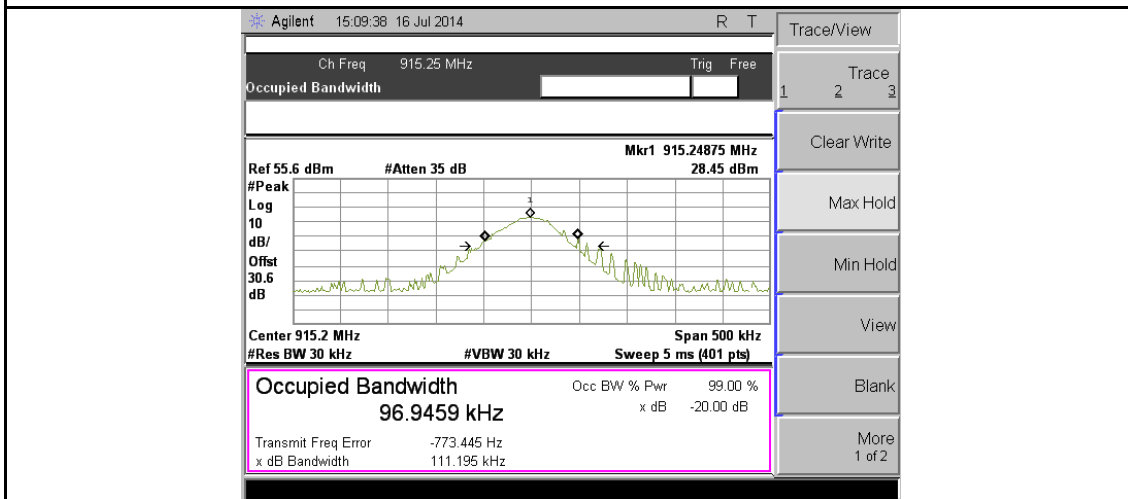 Agilent 15:09:38 16 Jul 2014 R T
Trace/View
Ch Freq 915.25 MHz Trig Free
Occupied Bandwidth
Trace
1 2 3
Clear Write
Max Hold
Min Hold
View
Blank
More
1 of 2
Mkr1 915.24875 MHz
Ref 55.6 dBm #Atten 35 dB 28.45 dBm
#Peak
Log
10
dB/
Offst
30.6
dB
1
Center 915.2 MHz Span 500 kHz
#Res BW 30 kHz #VBW 30 kHz Sweep 5 ms (401 pts)
Occupied Bandwidth Occ BW % Pwr 99.00 %
96.9459 kHz x dB -20.00 dB
Transmit Freq Error -773.445 Hz
x dB Bandwidth 111.195 kHz